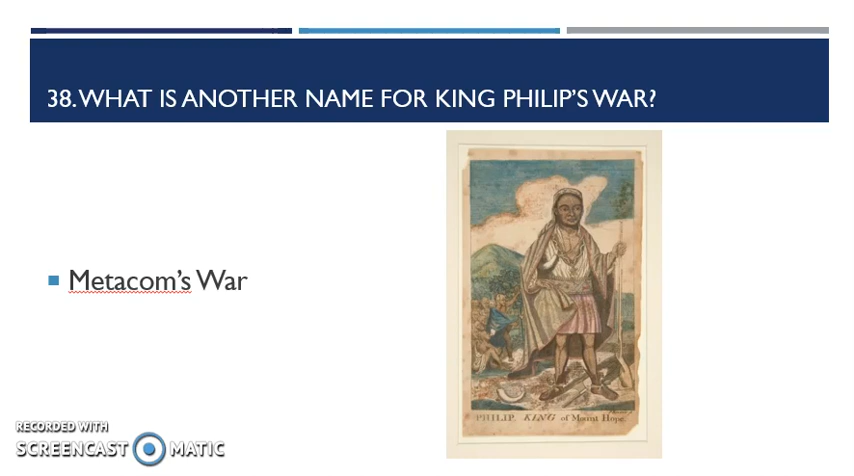 38. WHAT IS ANOTHER NAME FOR KING PHILIP'S WAR?
Metacom's War
PHILIP. KING of Mount Hope.
RECORDED WITH
SCREENCAST MATIC